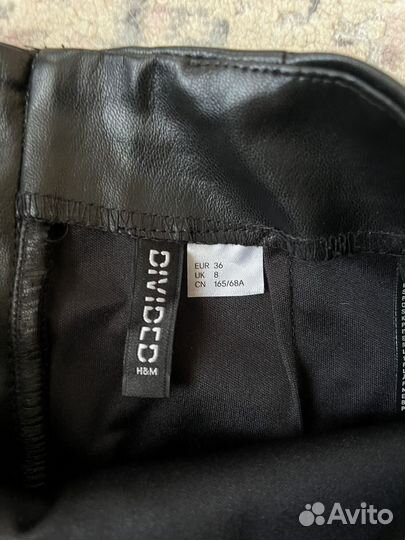 DIVIDED
H&M
EUR 36
UK 8
CN 165/68A
Avito